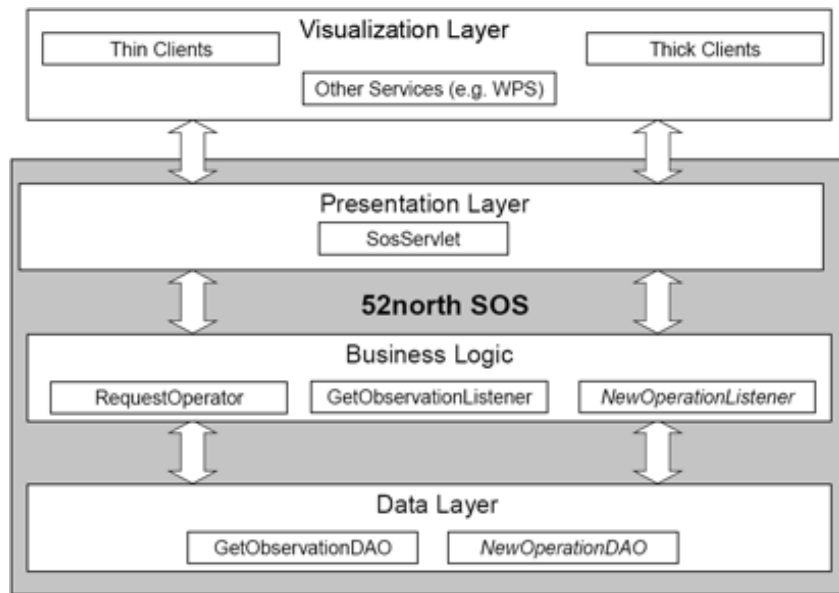 Visualization Layer
Thin Clients
Thick Clients
Other Services (e.g. WPS)
Presentation Layer
SosServlet
52north SOS
Business Logic
RequestOperator
GetObservationListener
NewOperationListener
Data Layer
GetObservationDAO
NewOperationDAO